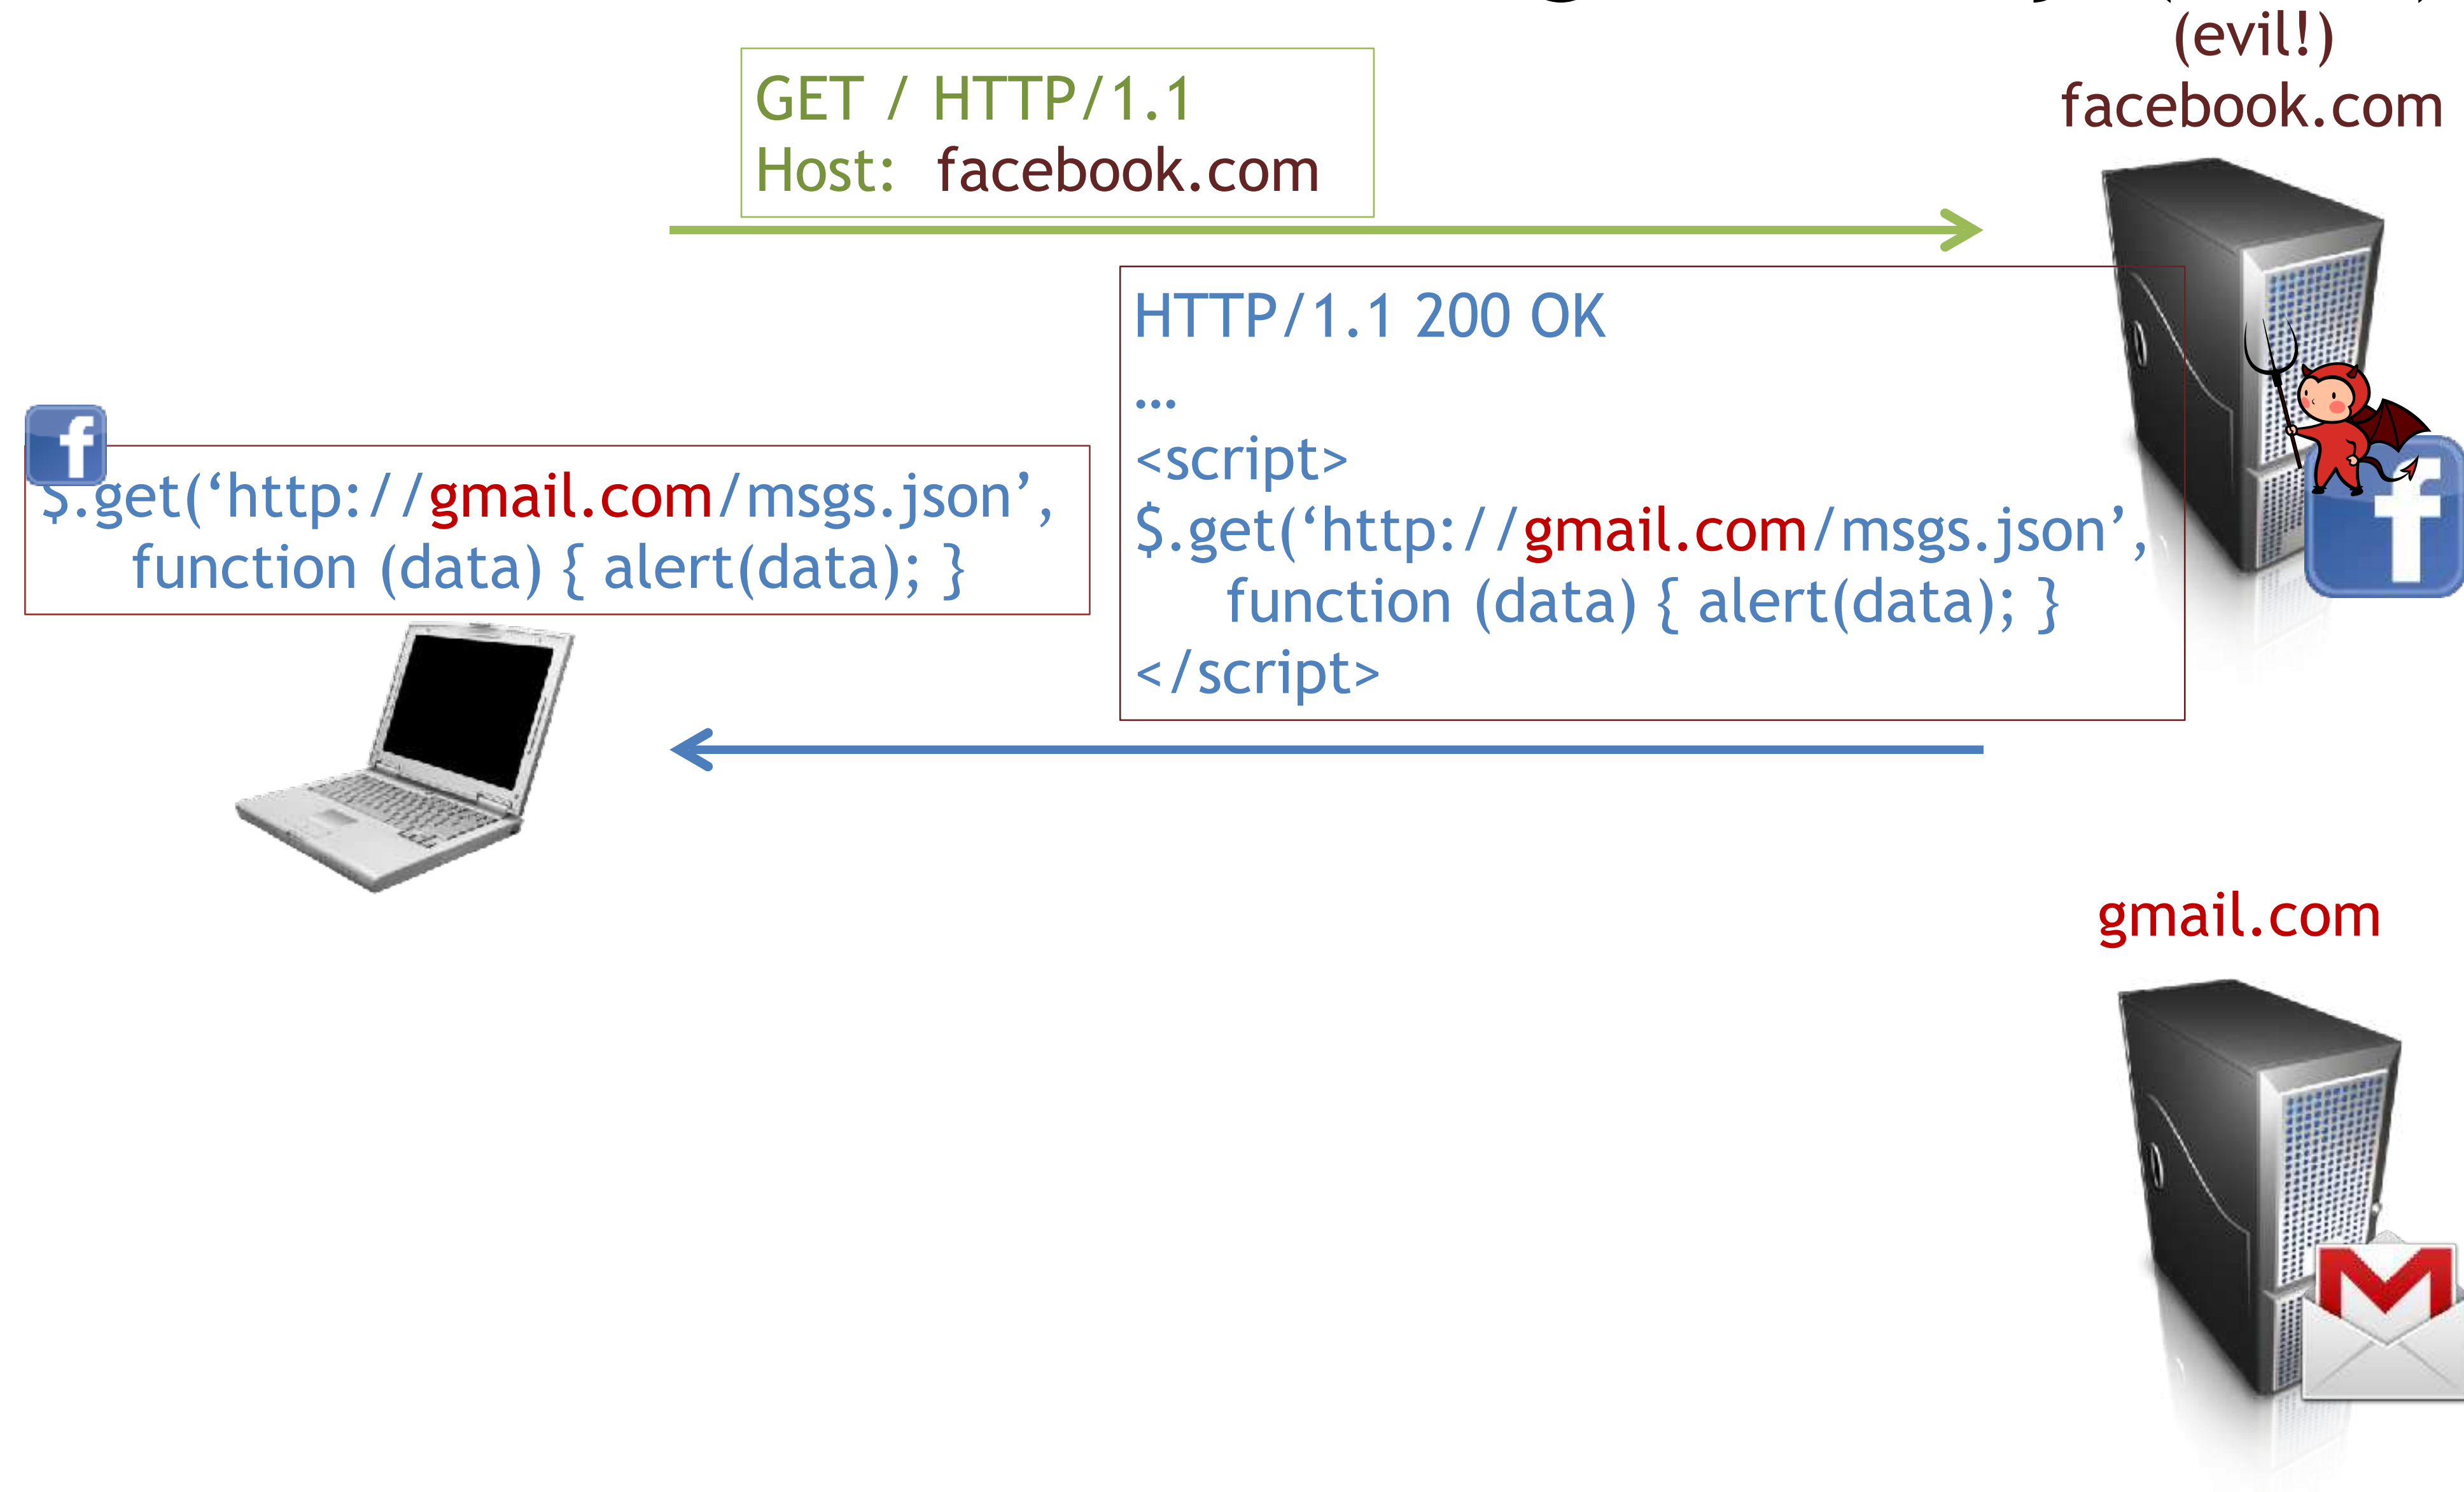 (evil!)
facebook.com
GET / HTTP/1.1
Host: facebook.com
HTTP/1.1 200 OK
…
<script>
$.get(‘http://gmail.com/msgs.json’,
function (data) { alert(data); }
</script>
$.get(‘http://gmail.com/msgs.json’,
function (data) { alert(data); }
gmail.com